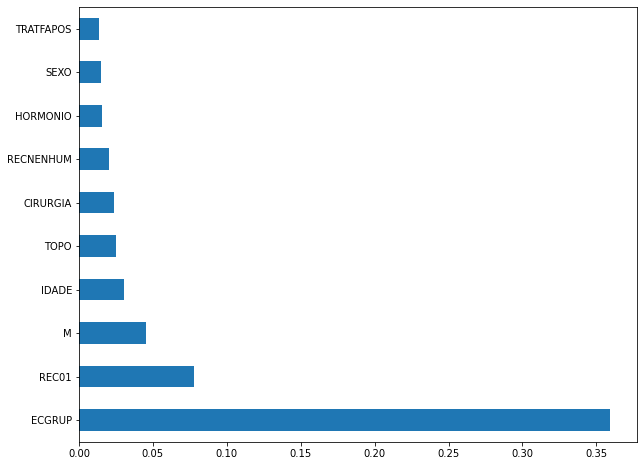 TRATFAPOS
SEXO
HORMONIO
RECNENHUM
CIRURGIA
TOPO
IDADE
M
REC01
ECGRUP
0.00 0.05 0.10 0.15 0.20 0.25 0.30 0.35